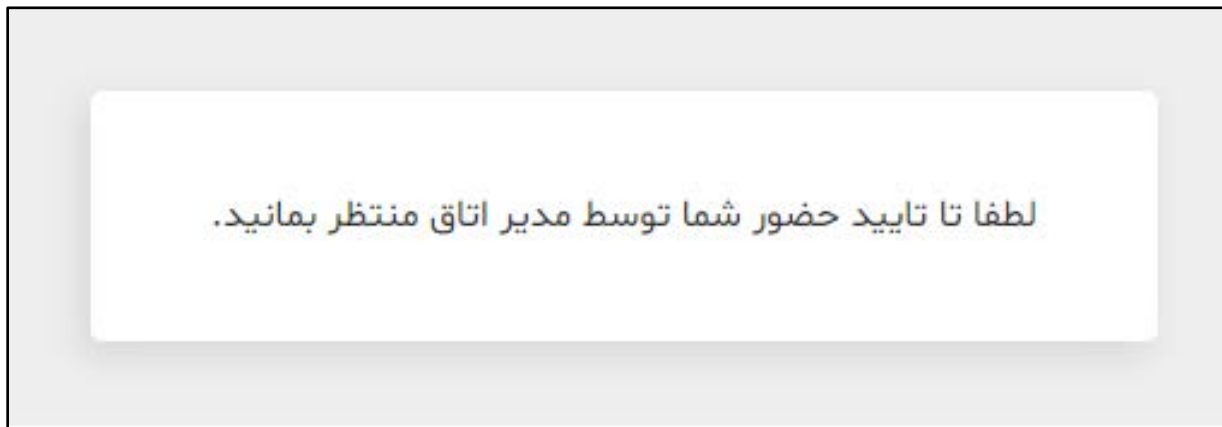 لطفا تا تایید حضور شما توسط مدیر اتاق منتظر بمانید.